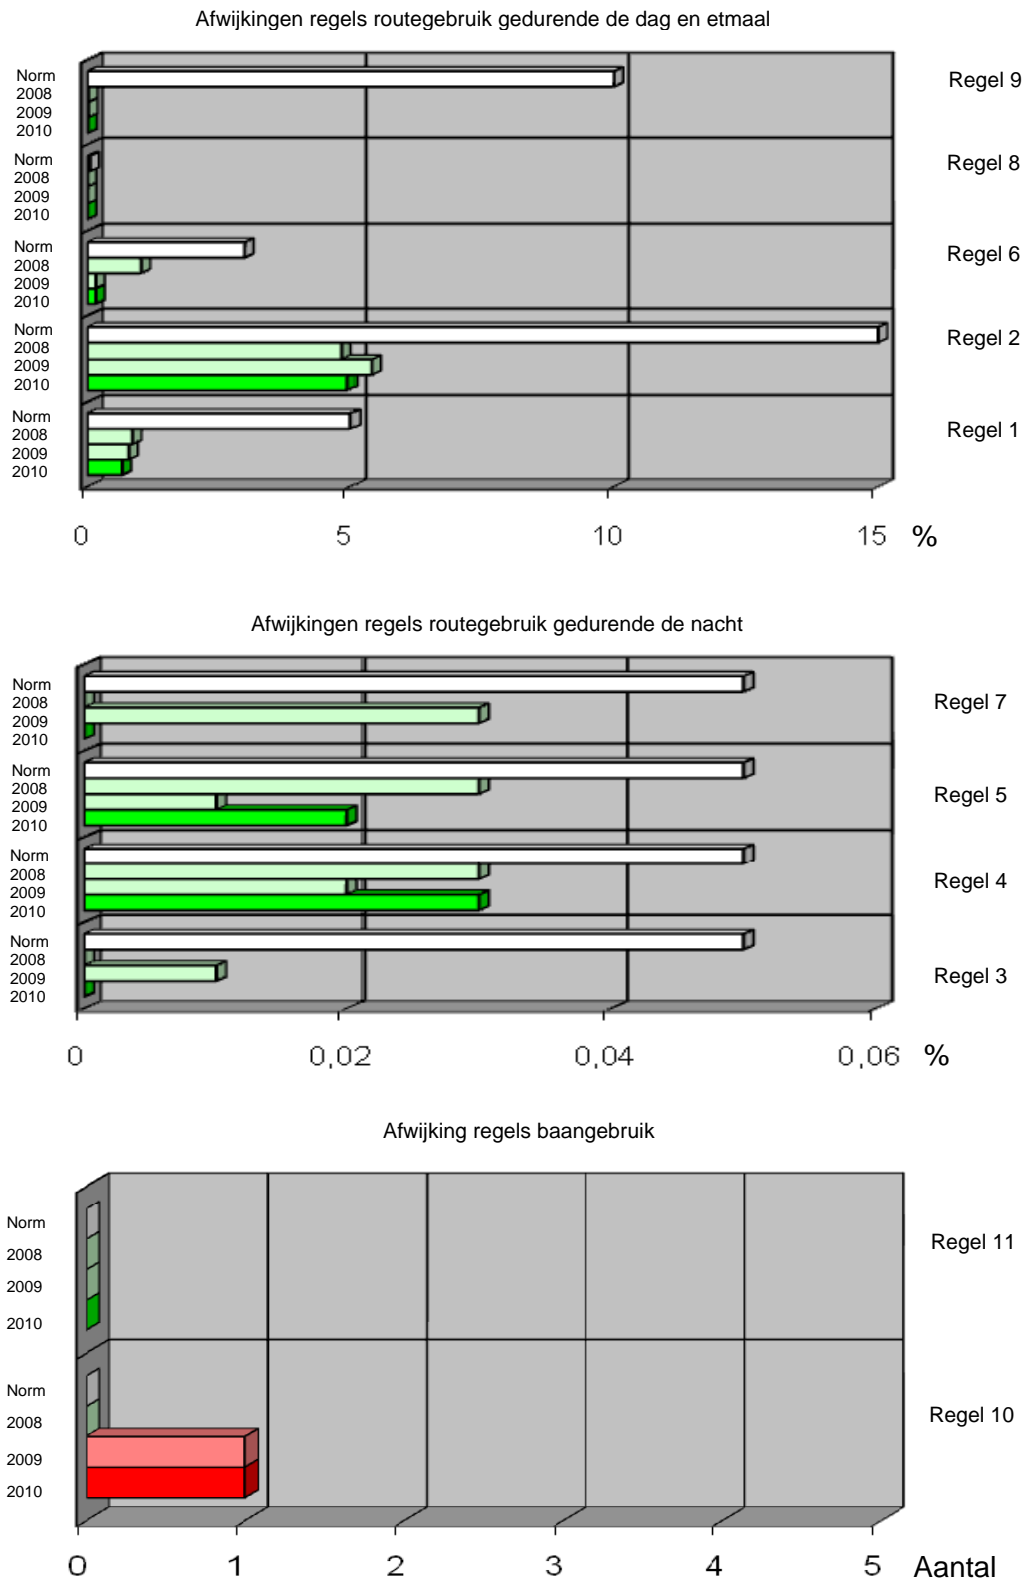 Afwijkingen regels routegebruik gedurende de dag en etmaal
Norm
2008
2009
2010
Regel 9
Norm
2008
2009
2010
Regel 8
Norm
2008
2009
2010
Regel 6
Norm
2008
2009
2010
Regel 2
Norm
2008
2009
2010
Regel 1
0 5 10 15 %
Afwijkingen regels routegebruik gedurende de nacht
Norm
2008
2009
2010
Regel 7
Norm
2008
2009
2010
Regel 5
Norm
2008
2009
2010
Regel 4
Norm
2008
2009
2010
Regel 3
0 0,02 0,04 0,06 %
Afwijking regels baangebruik
Norm
2008
2009
2010
Regel 11
Norm
2008
2009
2010
Regel 10
0 1 2 3 4 5 Aantal